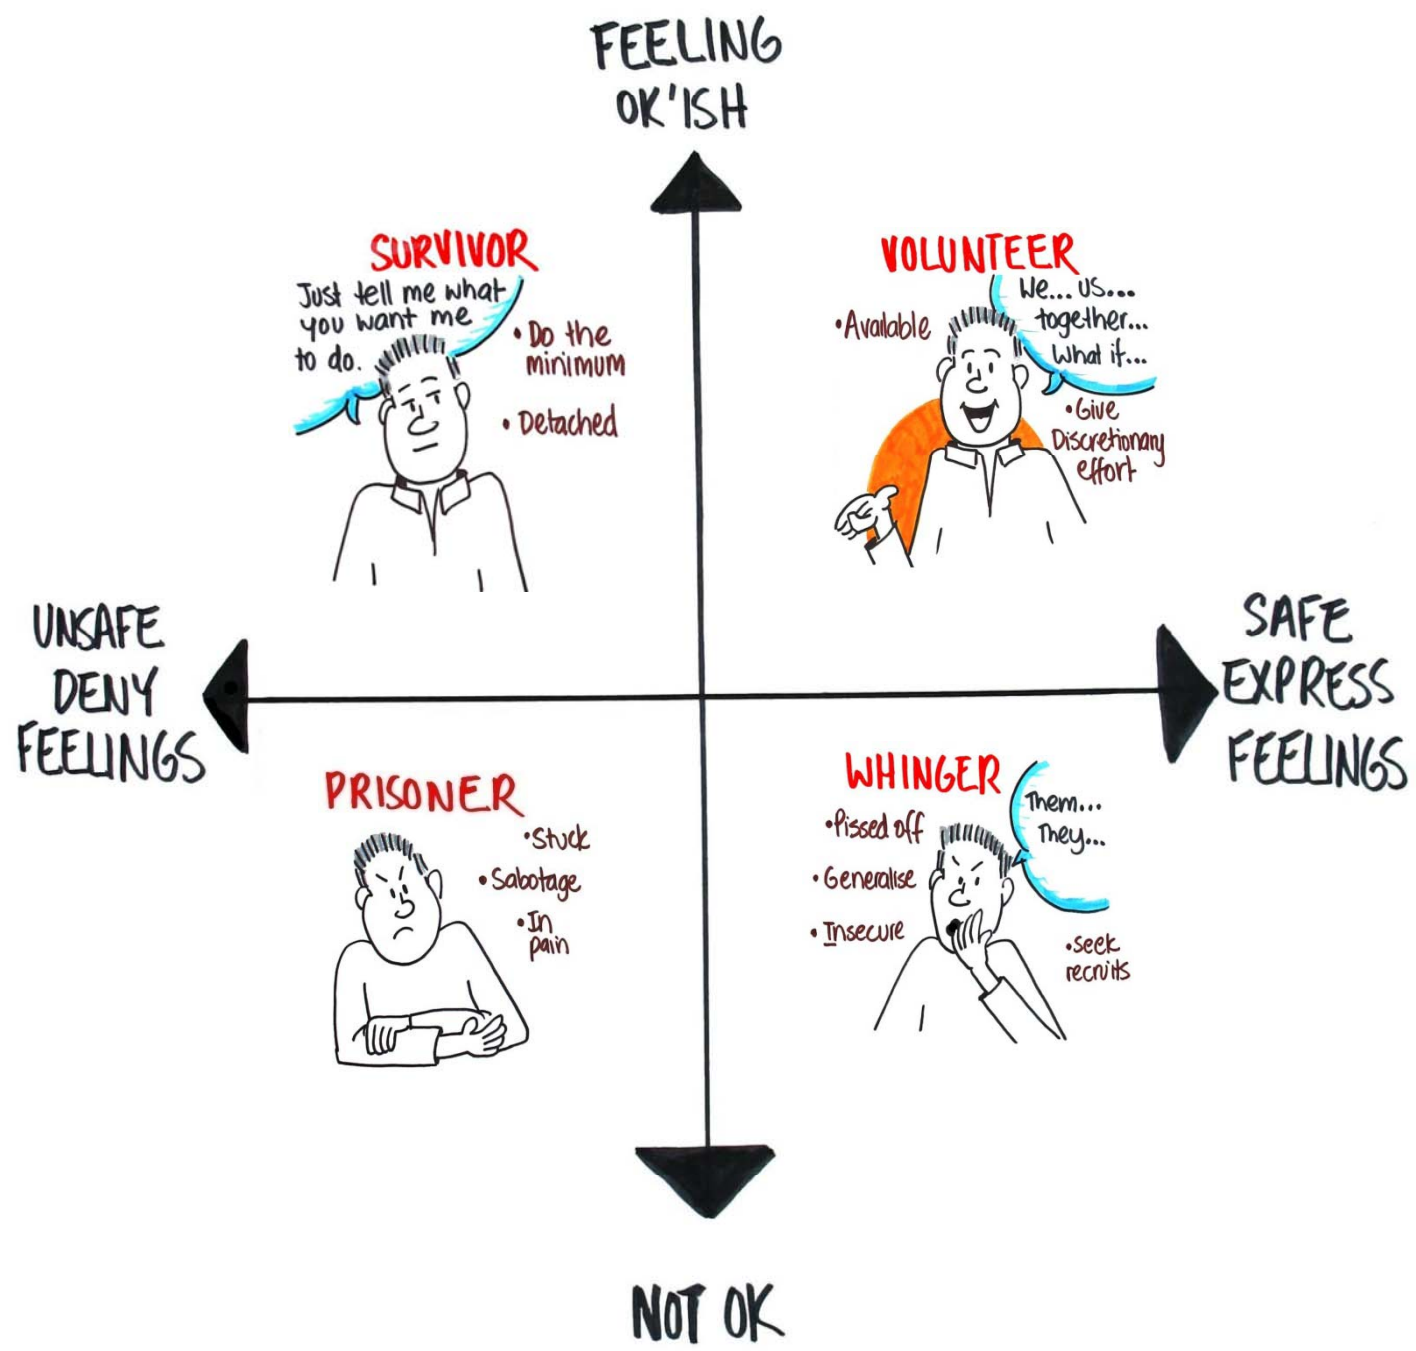 FEELING
OK'ISH
SURVIVOR
Just tell me what
you want me
to do.
• Do the
minimum
• Detached
VOLUNTEER
• Available
We... us...
together...
What if...
• Give
Discretionary
effort
UNSAFE
DENY
FEELINGS
SAFE
EXPRESS
FEELINGS
PRISONER
• Stuck
• Sabotage
• In
pain
WHINGER
• Pissed off
• Generalise
• Insecure
Them...
They...
• Seek
recruits
NOT OK